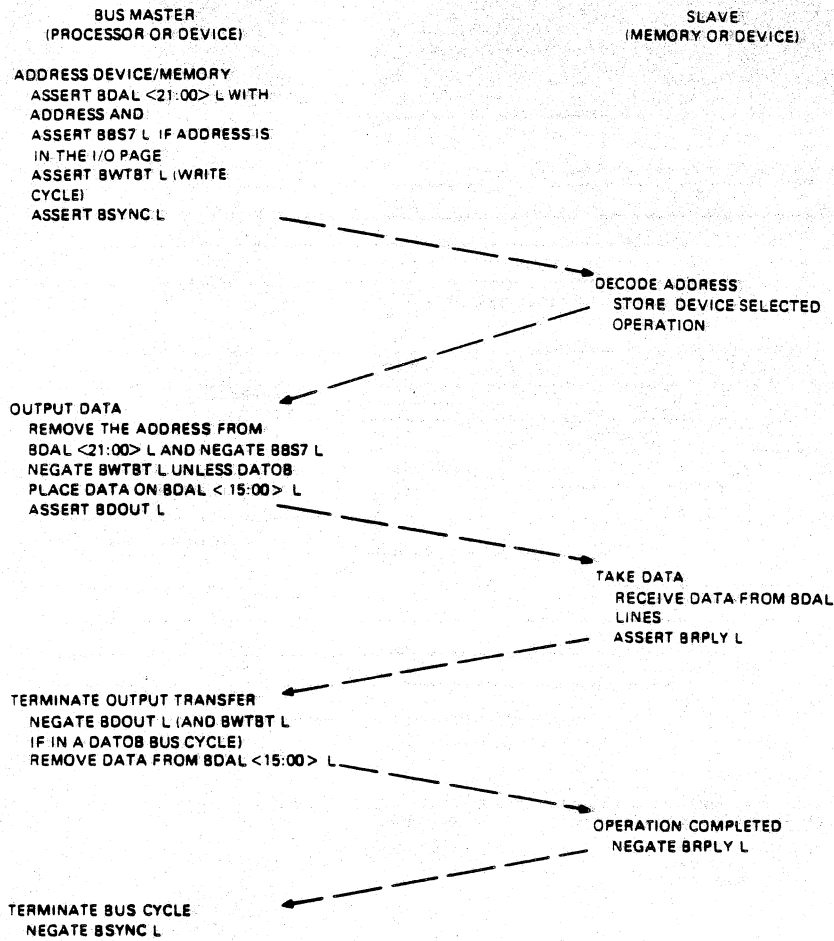 BUS MASTER
(PROCESSOR OR DEVICE)
SLAVE
(MEMORY OR DEVICE)
ADDRESS DEVICE/MEMORY
ASSERT BDAL <21:00> L WITH
ADDRESS AND
ASSERT BBS7 L IF ADDRESS IS
IN THE I/O PAGE
ASSERT BWTBT L (WRITE
CYCLE)
ASSERT BSYNC L
DECODE ADDRESS
STORE DEVICE SELECTED
OPERATION
OUTPUT DATA
REMOVE THE ADDRESS FROM
BDAL <21:00> L AND NEGATE BBS7 L
NEGATE BWTBT L UNLESS DATOB
PLACE DATA ON BDAL < 15:00> L
ASSERT BDOUT L
TAKE DATA
RECEIVE DATA FROM BDAL
LINES
ASSERT BRPLY L
TERMINATE OUTPUT TRANSFER
NEGATE BDOUT L (AND BWTBT L
IF IN A DATOB BUS CYCLE)
REMOVE DATA FROM BDAL <15:00> L
OPERATION COMPLETED
NEGATE BRPLY L
TERMINATE BUS CYCLE
NEGATE BSYNC L